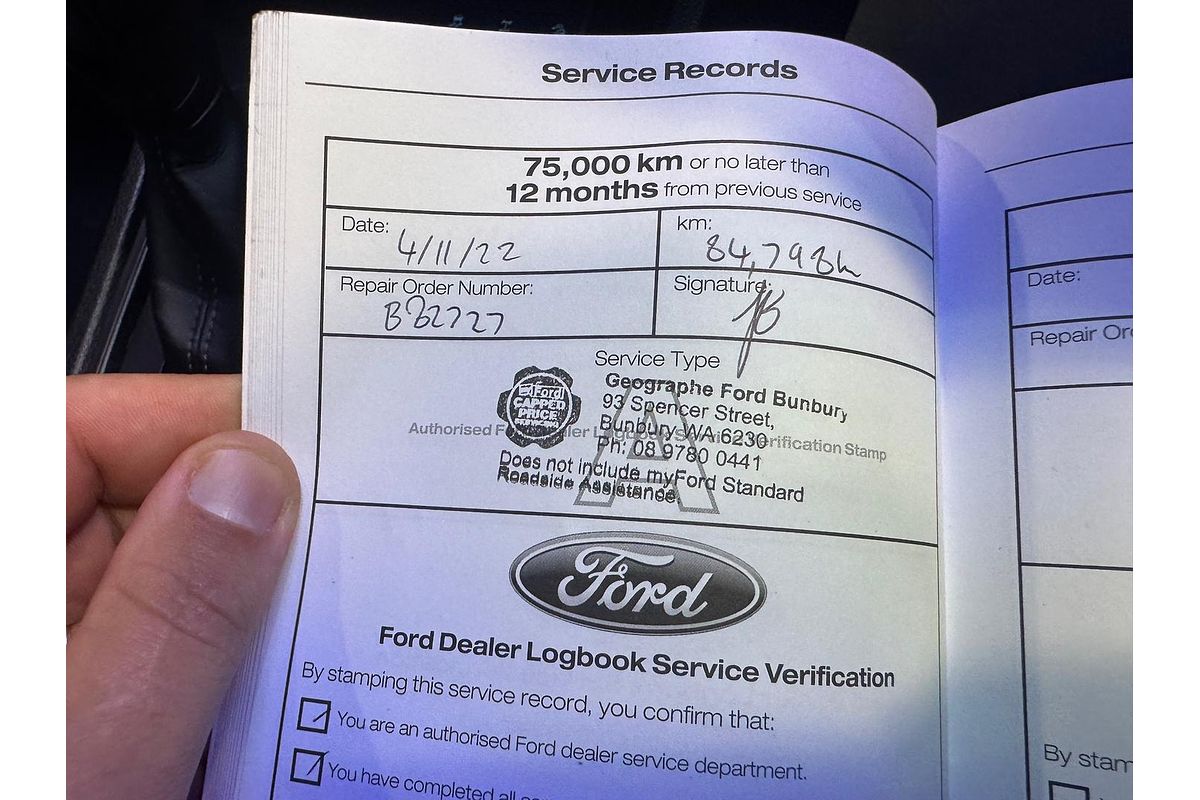 Service Records
75,000 km or no later than
12 months from previous service
Date: 4/11/22
km: 84,798k
Repair Order Number:
Signature:
Service Type
Ford
CAPPED
PRICE
Geographe Ford Bunbury
93 Spencer Street,
Bunbury WA 6230
Ph: 08 9780 0441
Authorised Dealer Logbook Service Verification Stamp
A
Does not include myFord Standard
Roadside Assistance.
Ford
Ford Dealer Logbook Service Verification
By stamping this service record, you confirm that:
You are an authorised Ford dealer service department.
You have completed all
Date:
Repair Or
By stam